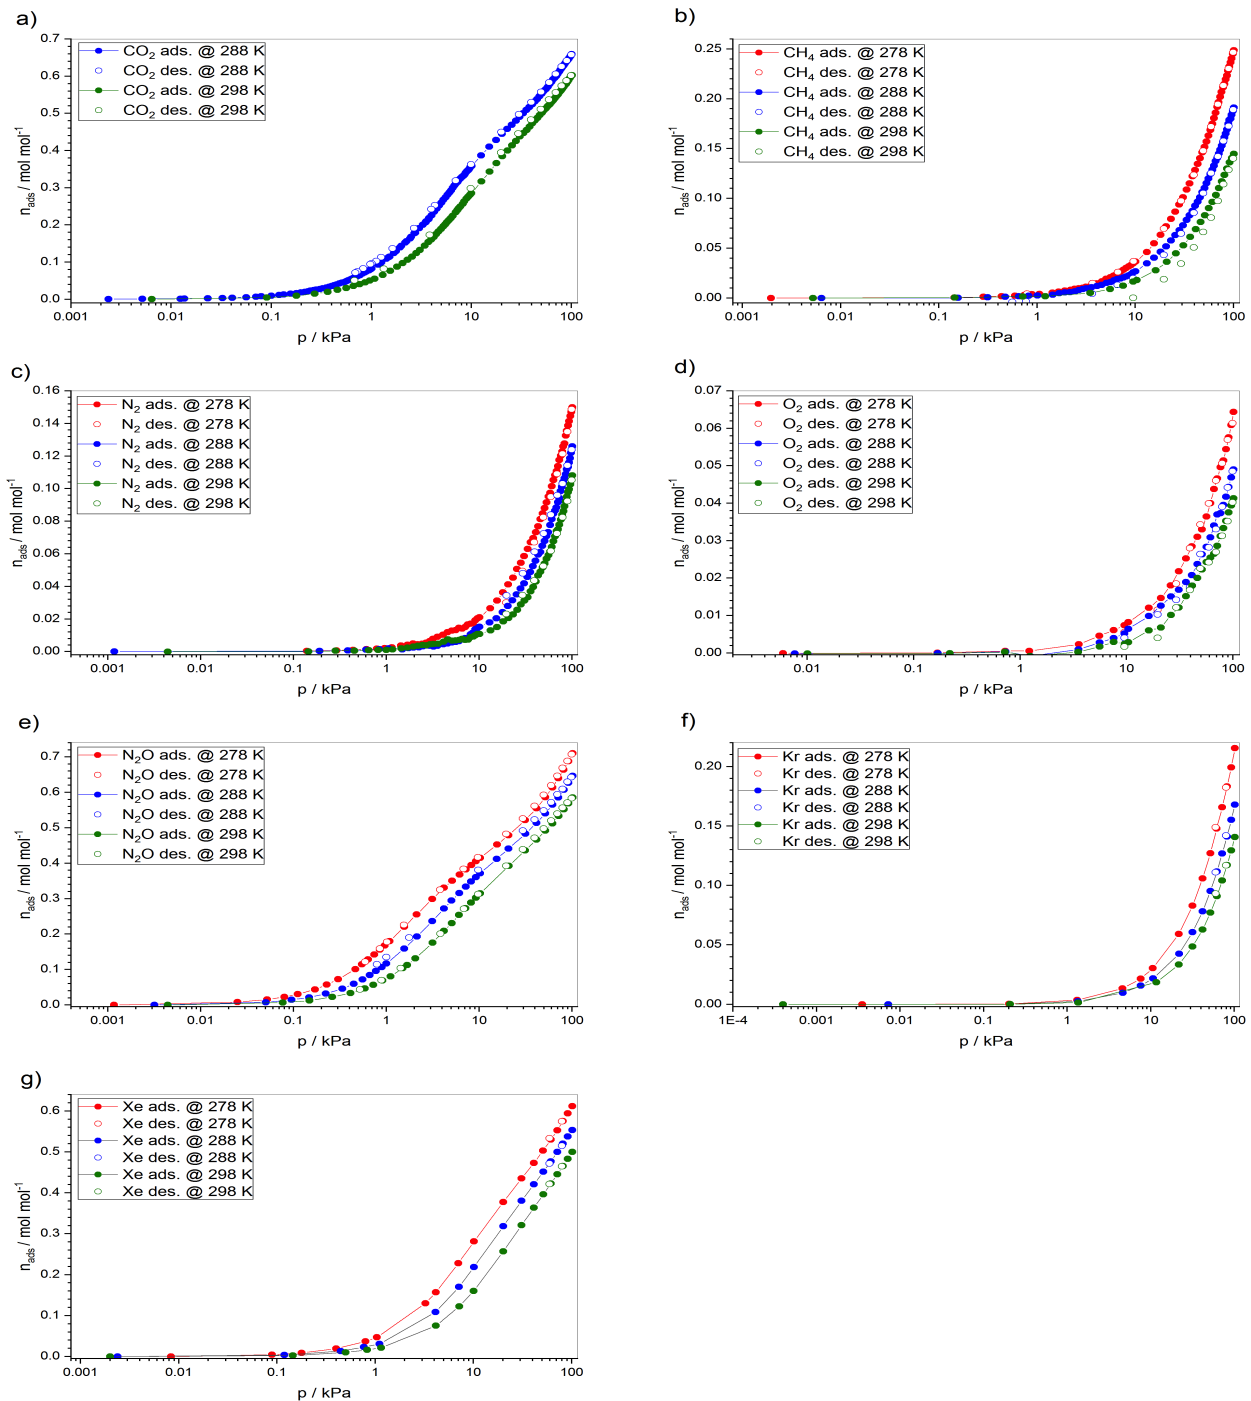 a)
CO2 ads. @ 288 K
CO2 des. @ 288 K
CO2 ads. @ 298 K
CO2 des. @ 298 K
0.7
0.6
0.5
0.4
0.3
0.2
0.1
0.0
nads / mol mol-1
0.001 0.01 0.1 1 10 100
p / kPa
b)
CH4 ads. @ 278 K
CH4 des. @ 278 K
CH4 ads. @ 288 K
CH4 des. @ 288 K
CH4 ads. @ 298 K
CH4 des. @ 298 K
0.25
0.20
0.15
0.10
0.05
0.00
nads / mol mol-1
0.001 0.01 0.1 1 10 100
p / kPa
c)
N2 ads. @ 278 K
N2 des. @ 278 K
N2 ads. @ 288 K
N2 des. @ 288 K
N2 ads. @ 298 K
N2 des. @ 298 K
0.16
0.14
0.12
0.10
0.08
0.06
0.04
0.02
0.00
nads / mol mol-1
0.001 0.01 0.1 1 10 100
p / kPa
d)
O2 ads. @ 278 K
O2 des. @ 278 K
O2 ads. @ 288 K
O2 des. @ 288 K
O2 ads. @ 298 K
O2 des. @ 298 K
0.07
0.06
0.05
0.04
0.03
0.02
0.01
0.00
nads / mol mol-1
0.01 0.1 1 10 100
p / kPa
e)
N2O ads. @ 278 K
N2O des. @ 278 K
N2O ads. @ 288 K
N2O des. @ 288 K
N2O ads. @ 298 K
N2O des. @ 298 K
0.7
0.6
0.5
0.4
0.3
0.2
0.1
0.0
nads / mol mol-1
0.001 0.01 0.1 1 10 100
p / kPa
f)
Kr ads. @ 278 K
Kr des. @ 278 K
Kr ads. @ 288 K
Kr des. @ 288 K
Kr ads. @ 298 K
Kr des. @ 298 K
0.20
0.15
0.10
0.05
0.00
nads / mol mol-1
1E-4 0.001 0.01 0.1 1 10 100
p / kPa
g)
Xe ads. @ 278 K
Xe des. @ 278 K
Xe ads. @ 288 K
Xe des. @ 288 K
Xe ads. @ 298 K
Xe des. @ 298 K
0.6
0.5
0.4
0.3
0.2
0.1
0.0
nads / mol mol-1
0.001 0.01 0.1 1 10 100
p / kPa